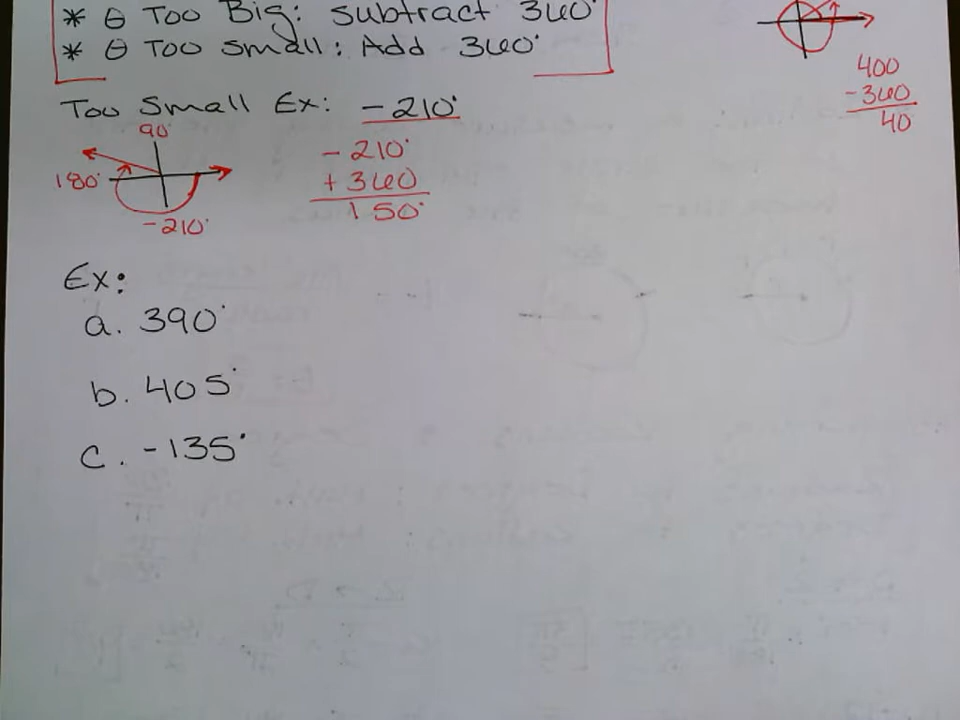 * θ Too Big: subtract 360°
* θ Too small: Add 360°
400
-360
40
Too Small Ex: -210°
90°
180°
-210°
-210°
+360
150°
Ex:
a. 390°
b. 405°
c. -135°